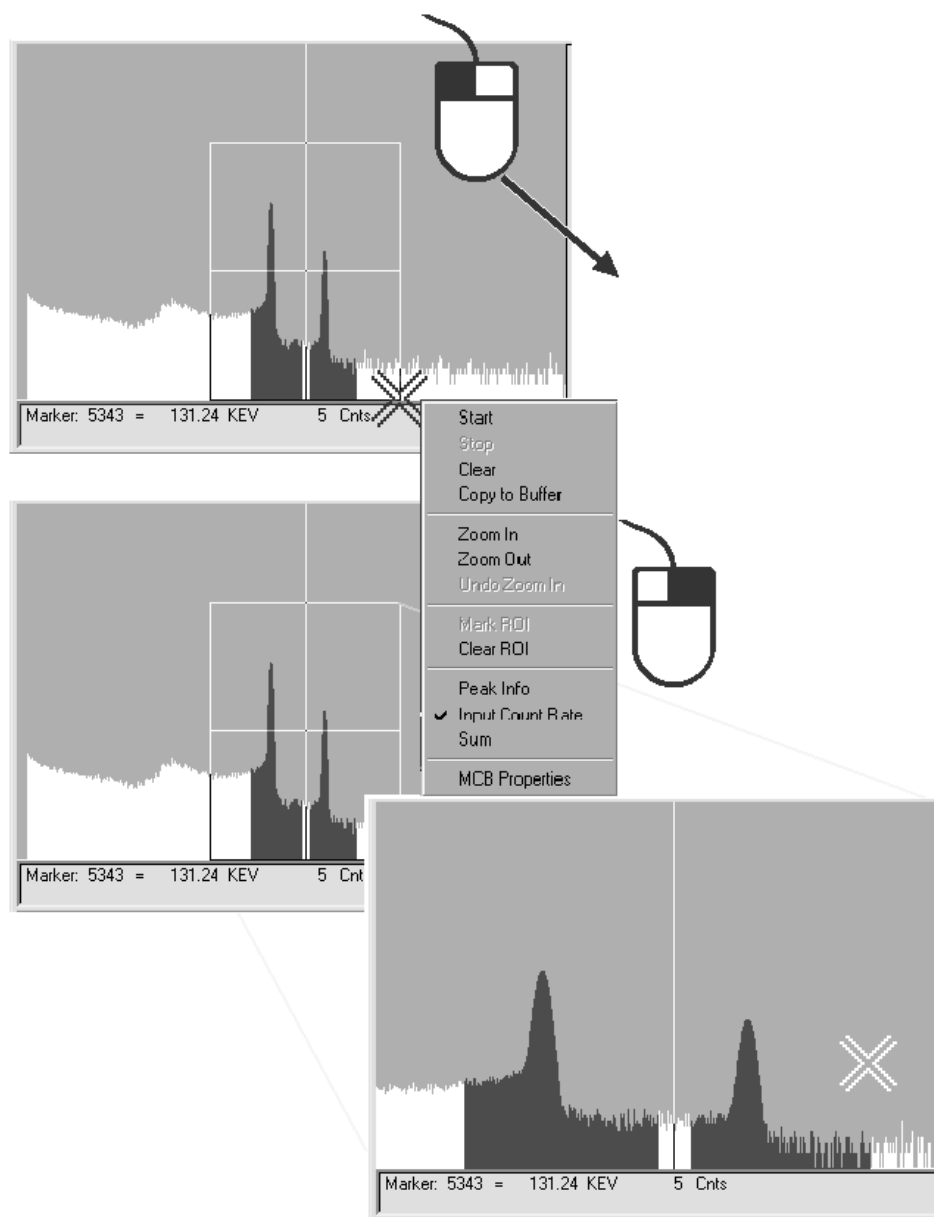 Marker: 5343 = 131.24 KEV 5 Cnts
Start
Stop
Clear
Copy to Buffer
Zoom In
Zoom Out
Undo Zoom In
Mark ROI
Clear ROI
Peak Info
Input Count Rate
Sum
MCB Properties
Marker: 5343 = 131.24 KEV 5 Cnt
Marker: 5343 = 131.24 KEV 5 Cnts